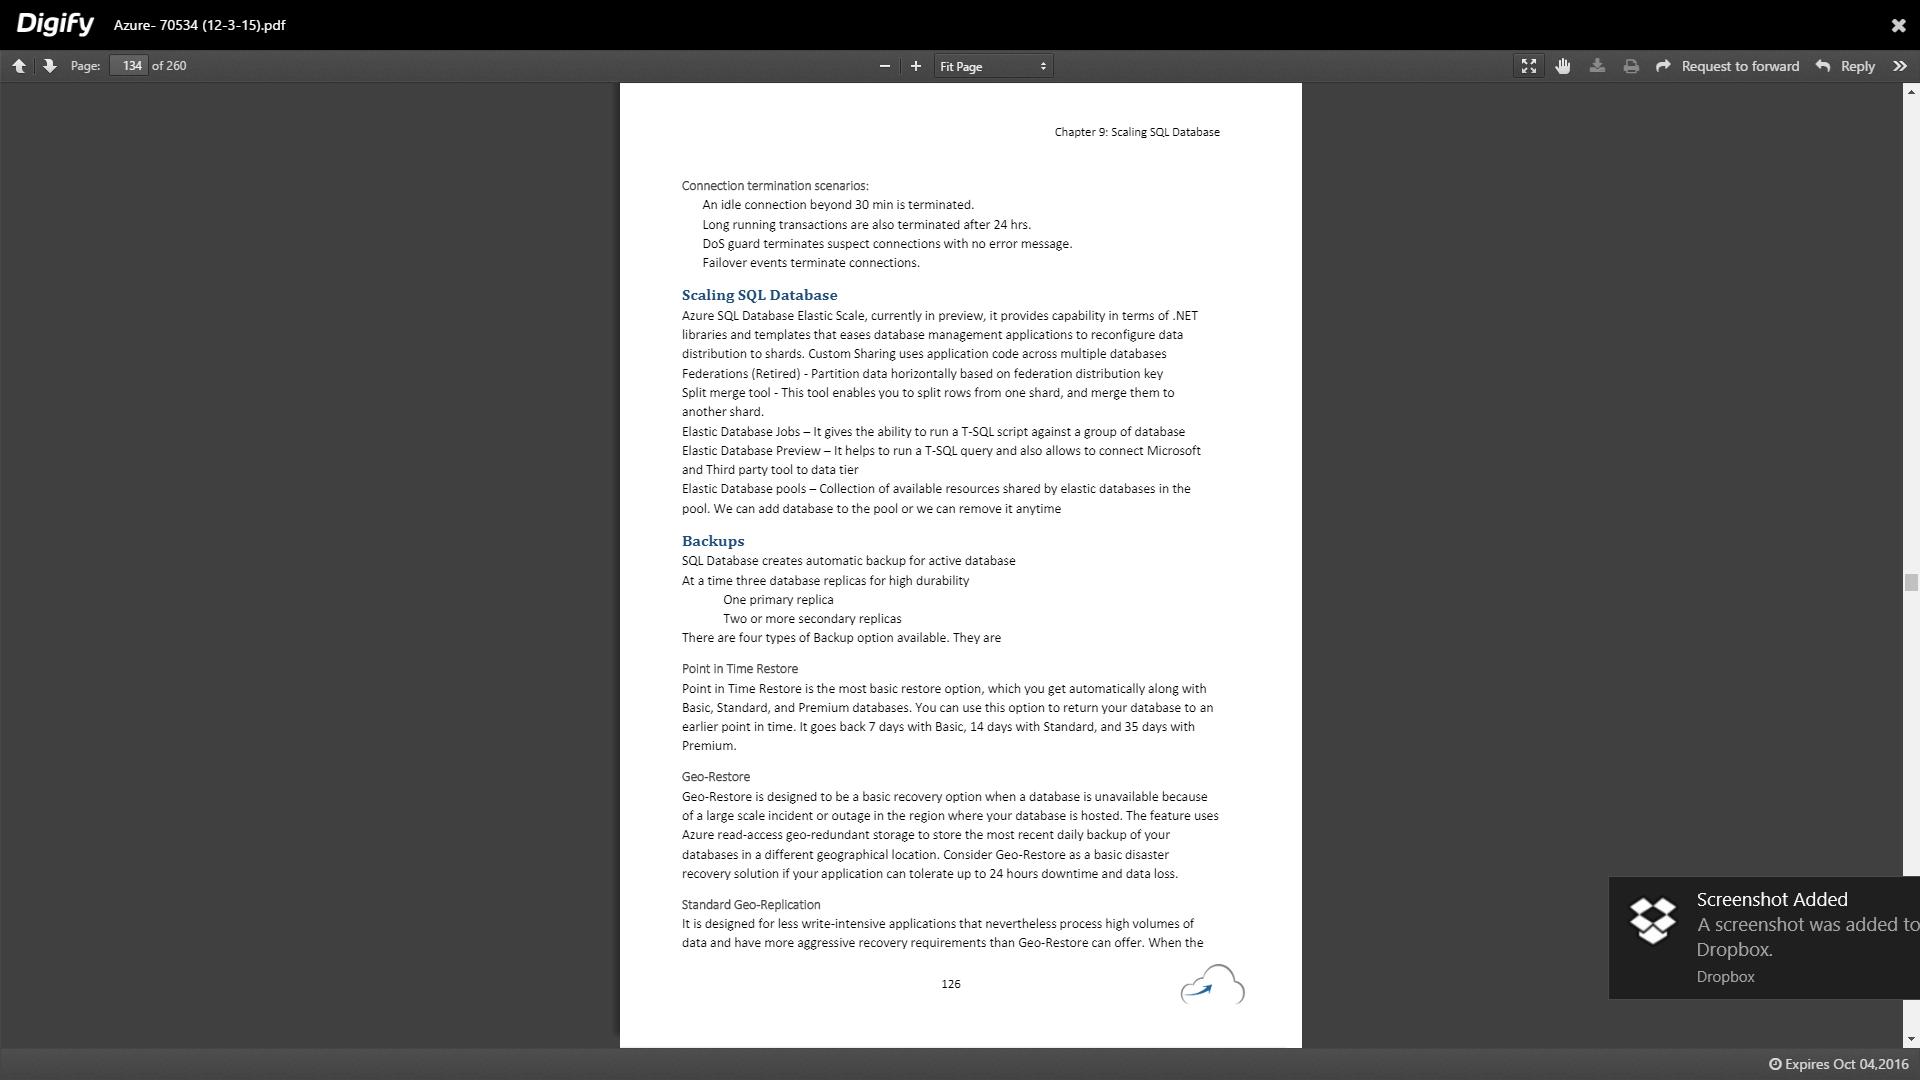 Digify Azure- 70534 (12-3-15).pdf
Page: 134 of 260 Fit Page Request to forward Reply
Chapter 9: Scaling SQL Database
Connection termination scenarios:
An idle connection beyond 30 min is terminated.
Long running transactions are also terminated after 24 hrs.
DoS guard terminates suspect connections with no error message.
Failover events terminate connections.
Scaling SQL Database
Azure SQL Database Elastic Scale, currently in preview, it provides capability in terms of .NET
libraries and templates that eases database management applications to reconfigure data
distribution to shards. Custom Sharing uses application code across multiple databases
Federations (Retired) - Partition data horizontally based on federation distribution key
Split merge tool - This tool enables you to split rows from one shard, and merge them to
another shard.
Elastic Database Jobs – It gives the ability to run a T-SQL script against a group of database
Elastic Database Preview – It helps to run a T-SQL query and also allows to connect Microsoft
and Third party tool to data tier
Elastic Database pools – Collection of available resources shared by elastic databases in the
pool. We can add database to the pool or we can remove it anytime
Backups
SQL Database creates automatic backup for active database
At a time three database replicas for high durability
One primary replica
Two or more secondary replicas
There are four types of Backup option available. They are
Point in Time Restore
Point in Time Restore is the most basic restore option, which you get automatically along with
Basic, Standard, and Premium databases. You can use this option to return your database to an
earlier point in time. It goes back 7 days with Basic, 14 days with Standard, and 35 days with
Premium.
Geo-Restore
Geo-Restore is designed to be a basic recovery option when a database is unavailable because
of a large scale incident or outage in the region where your database is hosted. The feature uses
Azure read-access geo-redundant storage to store the most recent daily backup of your
databases in a different geographical location. Consider Geo-Restore as a basic disaster
recovery solution if your application can tolerate up to 24 hours downtime and data loss.
Standard Geo-Replication
It is designed for less write-intensive applications that nevertheless process high volumes of
data and have more aggressive recovery requirements than Geo-Restore can offer. When the
126
Screenshot Added
A screenshot was added to
Dropbox.
Dropbox
Expires Oct 04,2016